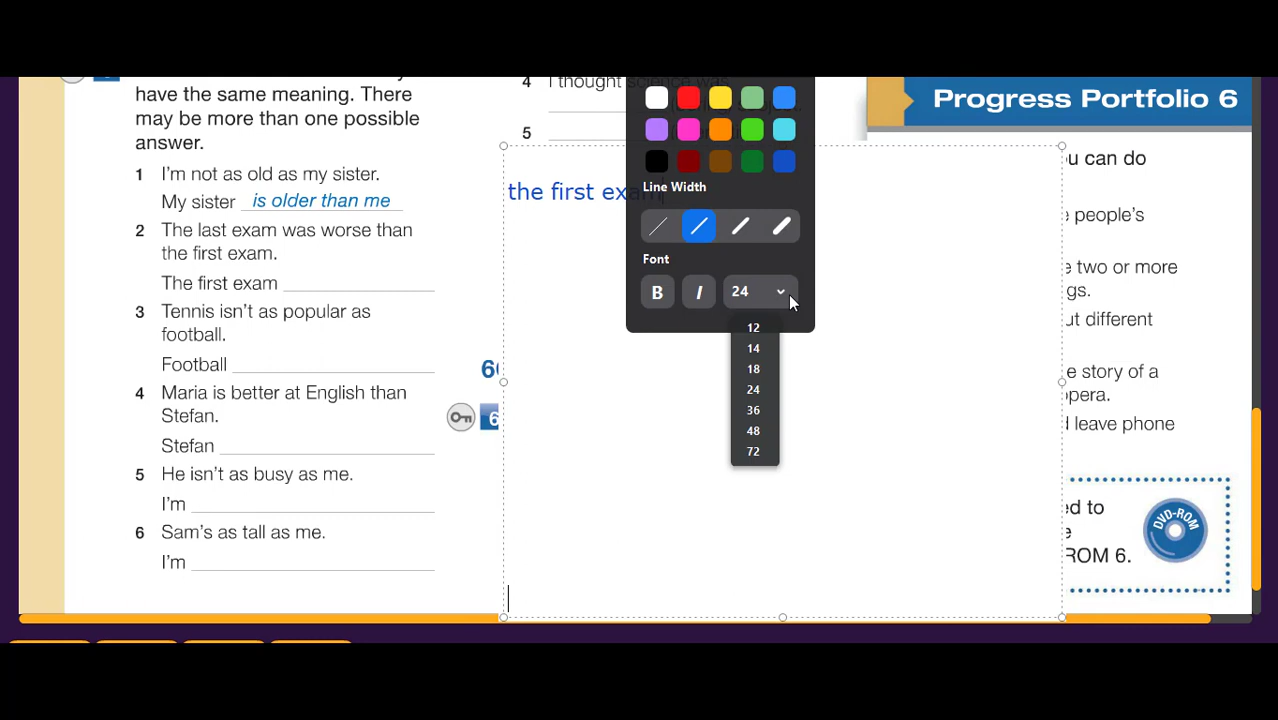 have the same meaning. There
may be more than one possible
answer.
1 I'm not as old as my sister.
My sister is older than me
2 The last exam was worse than
the first exam.
The first exam
3 Tennis isn't as popular as
football.
Football
4 Maria is better at English than
Stefan.
Stefan
5 He isn't as busy as me.
I'm
6 Sam's as tall as me.
I'm
4 I thought science was
5
the first exam
Line Width
Font
B I 24
12
14
18
24
36
48
72
Progress Portfolio 6
u can do
e people's
e two or more
gs.
ut different
e story of a
opera.
d leave phone
ed to
e
ROM 6.
DVD-ROM